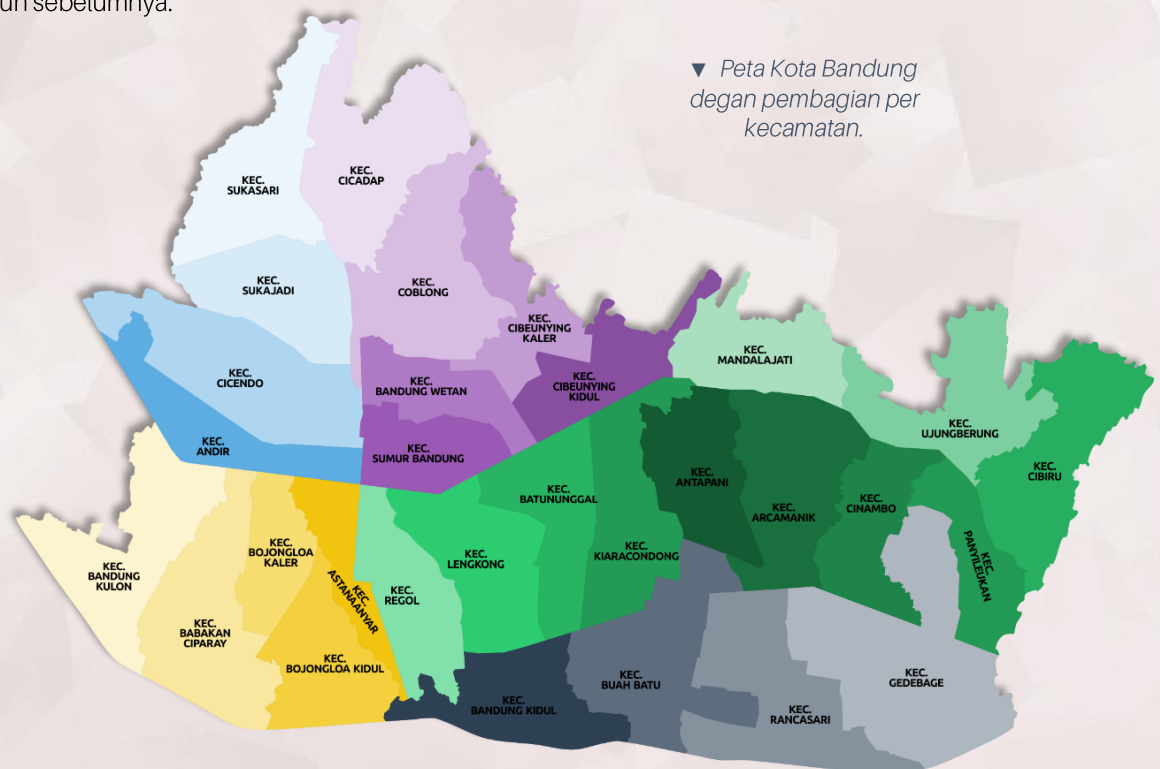 un sebelumnya.
▼ Peta Kota Bandung
degan pembagian per
kecamatan.
KEC.
SUKASARI
KEC.
CICADAP
KEC.
SUKAJADI
KEC.
COBLONG
KEC.
CIBEUNYING
KALER
KEC.
MANDALAJATI
KEC.
CICENDO
KEC.
BANDUNG WETAN
KEC.
CIBEUNYING
KIDUL
KEC.
UJUNGBERUNG
KEC.
ANDIR
KEC.
SUMUR BANDUNG
KEC.
CIBIRU
KEC.
ANTAPANI
KEC.
BATUNUNGGAL
KEC.
ARCAMANIK
KEC.
CINAMBO
KEC.
BANDUNG
KULON
KEC.
BOJONGLOA
KALER
KEC.
LENGKONG
KEC.
KIARACONDONG
KEC.
PANYILEUKAN
KEC.
ASTANAANYAR
KEC.
REGOL
KEC.
BABAKAN
CIPARAY
KEC.
BOJONGLOA KIDUL
KEC.
BUAH BATU
KEC.
GEDEBAGE
KEC.
BANDUNG KIDUL
KEC.
RANCASARI